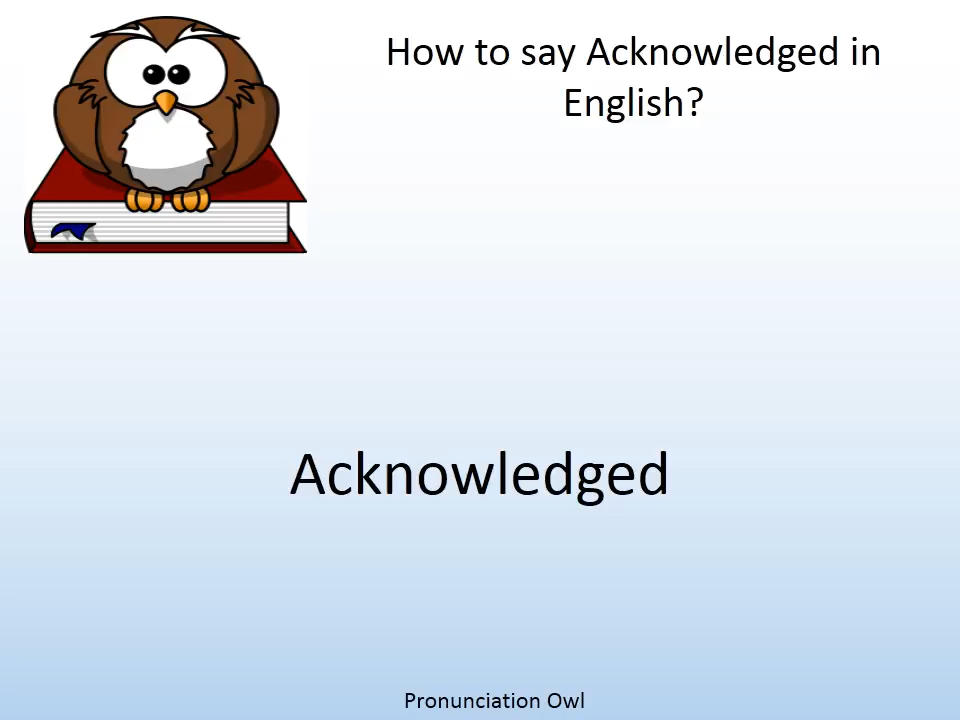 How to say Acknowledged in
English?
Acknowledged
Pronunciation Owl